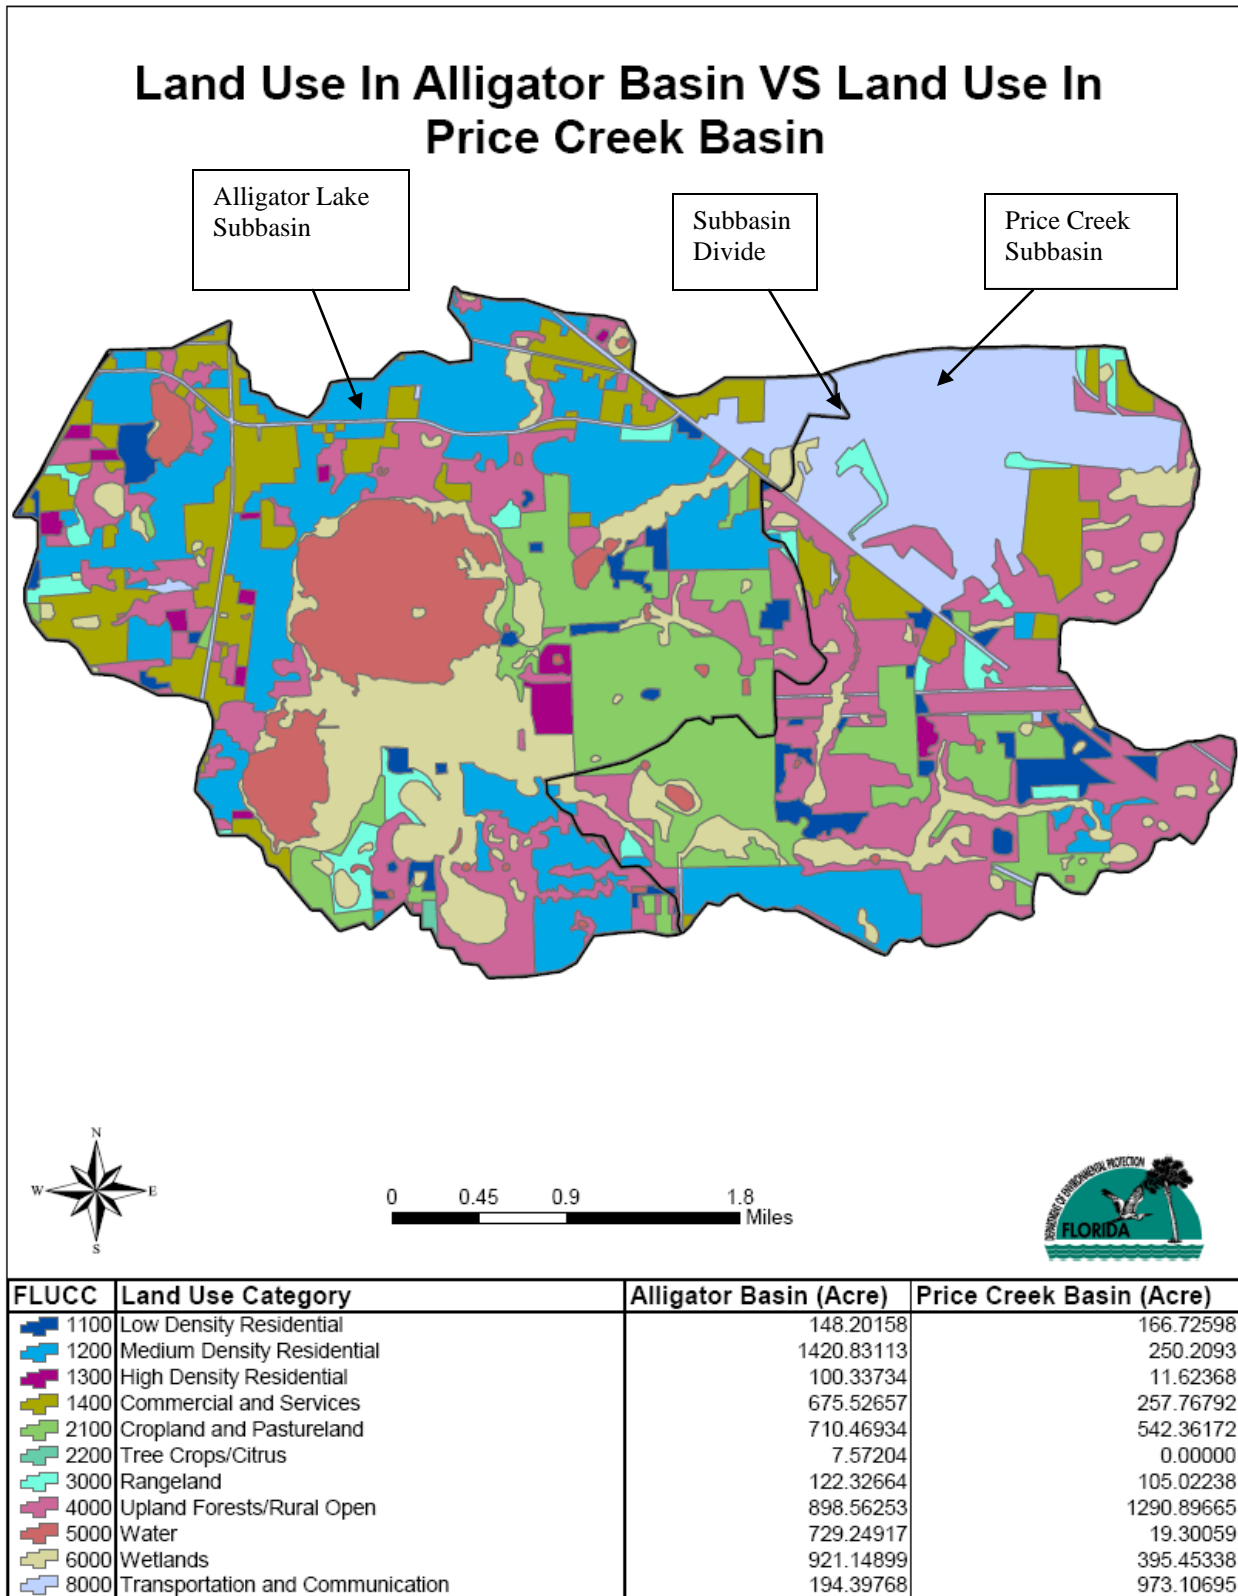 Land Use In Alligator Basin VS Land Use In
Price Creek Basin
Alligator Lake
Subbasin
Subbasin
Divide
Price Creek
Subbasin
N
W E
S
0 0.45 0.9 1.8
Miles
DEPARTMENT OF ENVIRONMENTAL PROTECTION
FLORIDA
FLUCC Land Use Category Alligator Basin (Acre) Price Creek Basin (Acre)
1100 Low Density Residential 148.20158 166.72598
1200 Medium Density Residential 1420.83113 250.2093
1300 High Density Residential 100.33734 11.62368
1400 Commercial and Services 675.52657 257.76792
2100 Cropland and Pastureland 710.46934 542.36172
2200 Tree Crops/Citrus 7.57204 0.00000
3000 Rangeland 122.32664 105.02238
4000 Upland Forests/Rural Open 898.56253 1290.89665
5000 Water 729.24917 19.30059
6000 Wetlands 921.14899 395.45338
8000 Transportation and Communication 194.39768 973.10695